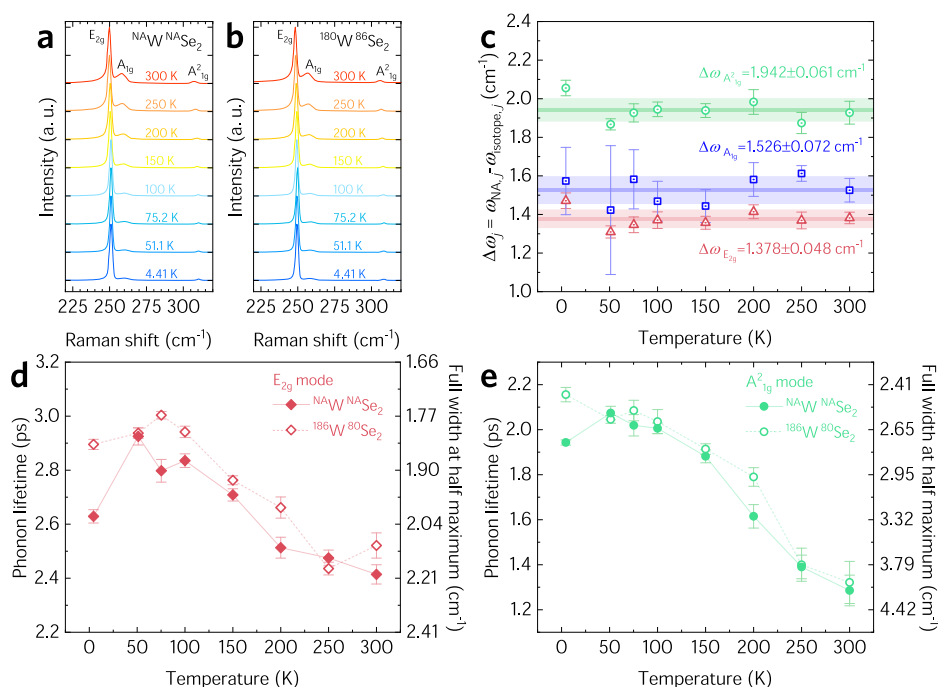 a
E2g
NAW NASe2
A1g
A21g
300 K
250 K
200 K
150 K
100 K
75.2 K
51.1 K
4.41 K
225 250 275 300
Raman shift (cm-1)
Intensity (a. u.)
b
E2g
180W 86Se2
A1g
A21g
300 K
250 K
200 K
150 K
100 K
75.2 K
51.1 K
4.41 K
225 250 275 300
Raman shift (cm-1)
Intensity (a. u.)
c
Δωj = ωNA,j - ωisotope,j (cm-1)
2.4
2.2
2.0
1.8
1.6
1.4
1.2
1.0
ΔωA21g=1.942±0.061 cm-1
ΔωA1g=1.526±0.072 cm-1
ΔωE2g=1.378±0.048 cm-1
0 50 100 150 200 250 300
Temperature (K)
d
Phonon lifetime (ps)
3.2
3.0
2.8
2.6
2.4
2.2
E2g mode
NAW NASe2
186W 80Se2
1.66
1.77
1.90
2.04
2.21
2.41
Full width at half maximum (cm-1)
0 50 100 150 200 250 300
Temperature (K)
e
Phonon lifetime (ps)
2.2
2.0
1.8
1.6
1.4
1.2
A21g mode
NAW NASe2
186W 80Se2
2.41
2.65
2.95
3.32
3.79
4.42
Full width at half maximum (cm-1)
0 50 100 150 200 250 300
Temperature (K)